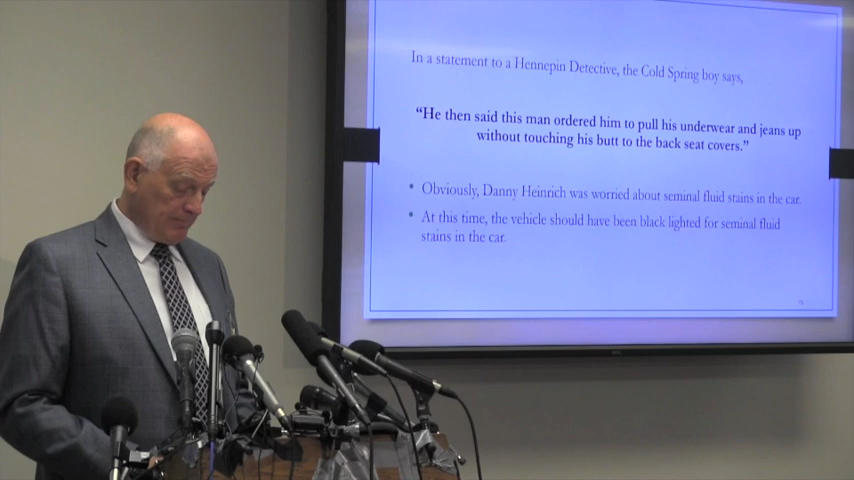 In a statement to a Hennepin Detective, the Cold Spring boy says,
“He then said this man ordered him to pull his underwear and jeans up
without touching his butt to the back seat covers.”
• Obviously, Danny Heinrich was worried about seminal fluid stains in the car.
• At this time, the vehicle should have been black lighted for seminal fluid
stains in the car.